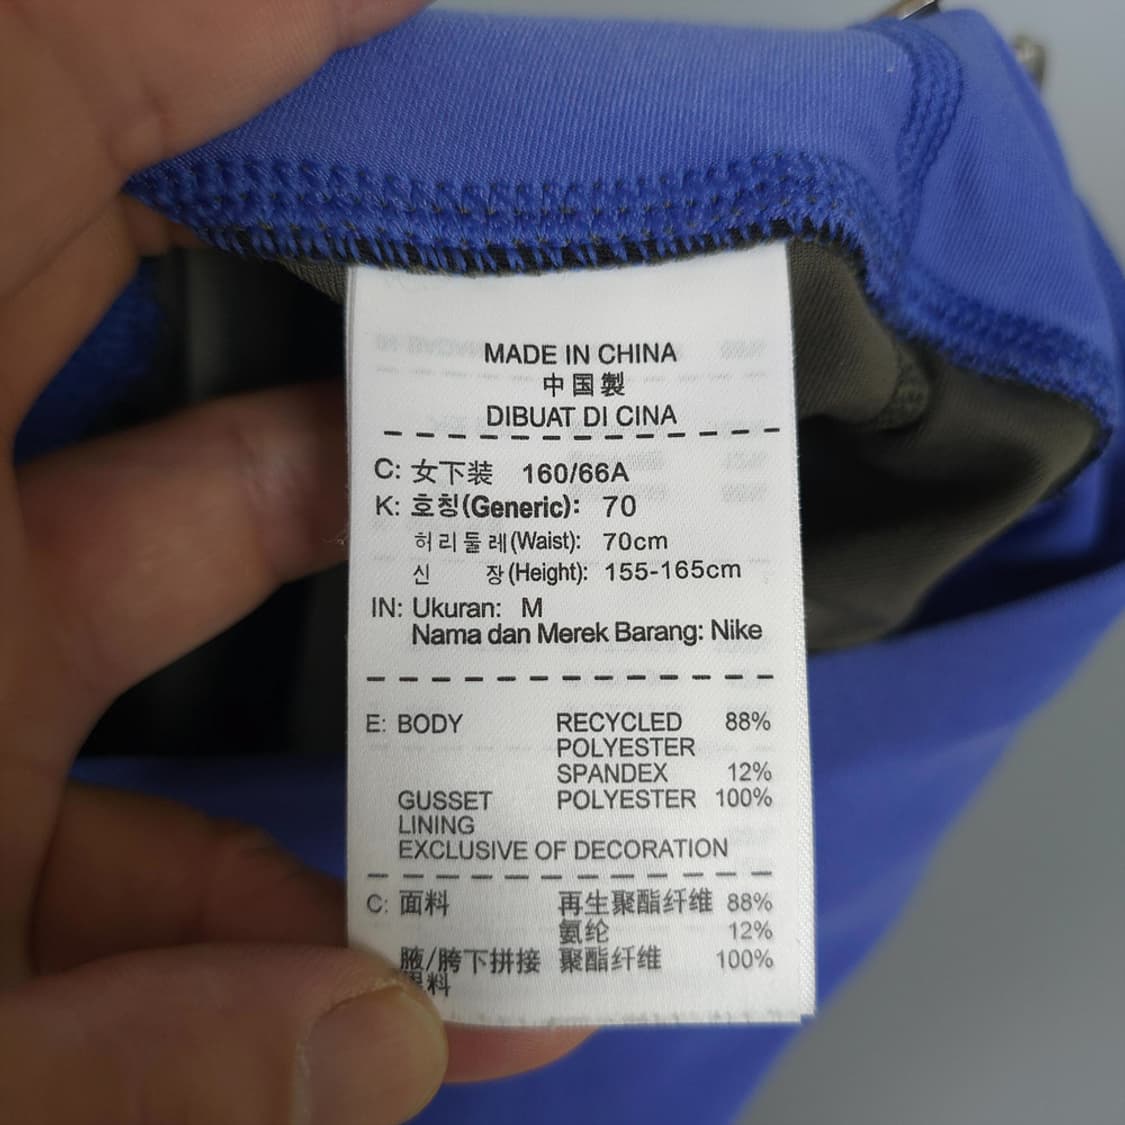 MADE IN CHINA
中国製
DIBUAT DI CINA
C: 女下装 160/66A
K: 호칭(Generic): 70
허리둘레(Waist): 70cm
신 장(Height): 155-165cm
IN: Ukuran: M
Nama dan Merek Barang: Nike
E: BODY RECYCLED 88%
POLYESTER
SPANDEX 12%
GUSSET POLYESTER 100%
LINING
EXCLUSIVE OF DECORATION
C: 面料 再生聚酯纤维 88%
氨纶 12%
腋/胯下拼接 聚酯纤维 100%
料